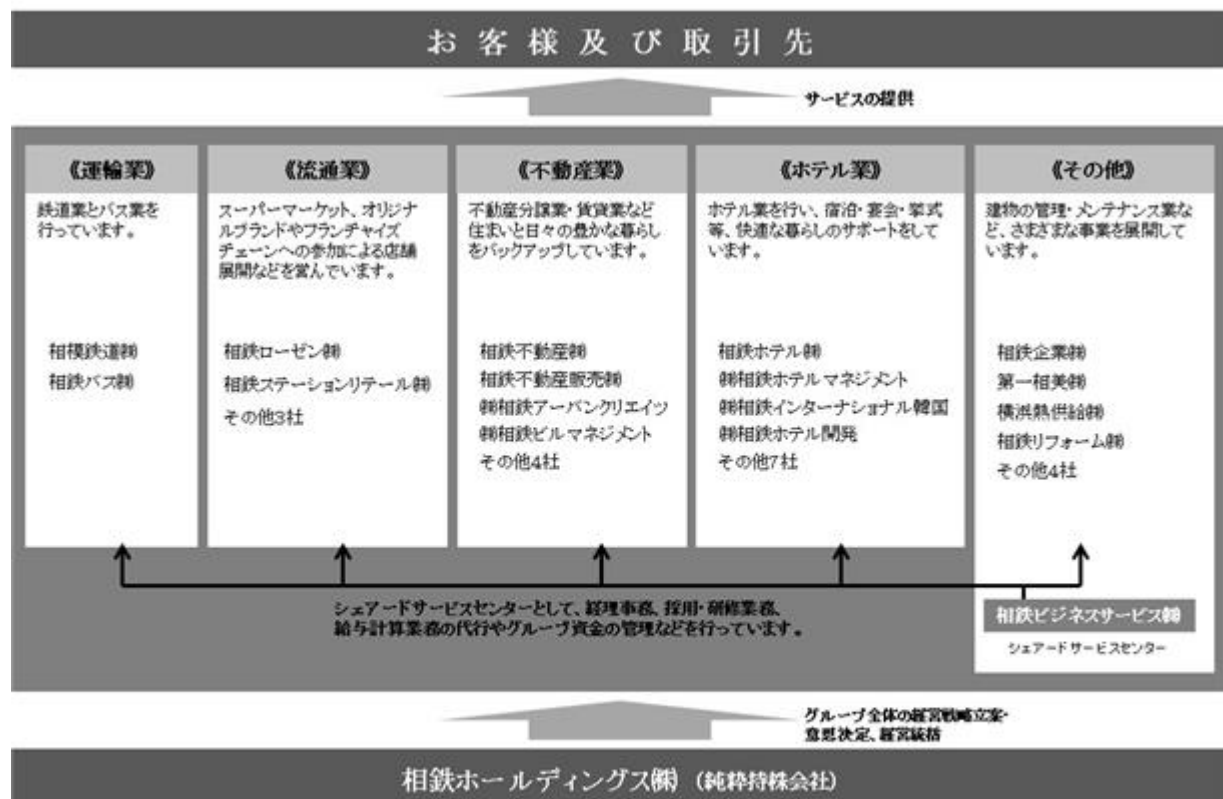 お客様及び取引先
サービスの提供
《運輸業》
鉄道業とバス業を
行っています。
相模鉄道㈱
相鉄バス㈱
《流通業》
スーパーマーケット、オリジナ
ルブランドやフランチャイズ
チェーンへの参加による店舗
展開などを営んでいます。
相鉄ローゼン㈱
相鉄ステーションリテール㈱
その他3社
《不動産業》
不動産分譲業・賃貸業など
住まいと日々の豊かな暮らし
をバックアップしています。
相鉄不動産㈱
相鉄不動産販売㈱
㈱相鉄アーバンクリエイツ
㈱相鉄ビルマネジメント
その他4社
《ホテル業》
ホテル業を行い、宿泊・宴会・挙式
等、快適な暮らしのサポートをして
います。
相鉄ホテル㈱
㈱相鉄ホテルマネジメント
㈱相鉄インターナショナル韓国
㈱相鉄ホテル開発
その他7社
《その他》
建物の管理・メンテナンス業な
ど、さまざまな事業を展開して
います。
相鉄企業㈱
第一相美㈱
横浜熱供給㈱
相鉄リフォーム㈱
その他4社
相鉄ビジネスサービス㈱
シェアードサービスセンター
シェアードサービスセンターとして、経理事務、採用・研修業務、
給与計算業務の代行やグループ資金の管理などを行っています。
グループ全体の経営戦略立案・
意思決定、経営統括
相鉄ホールディングス㈱（純粋持株会社）